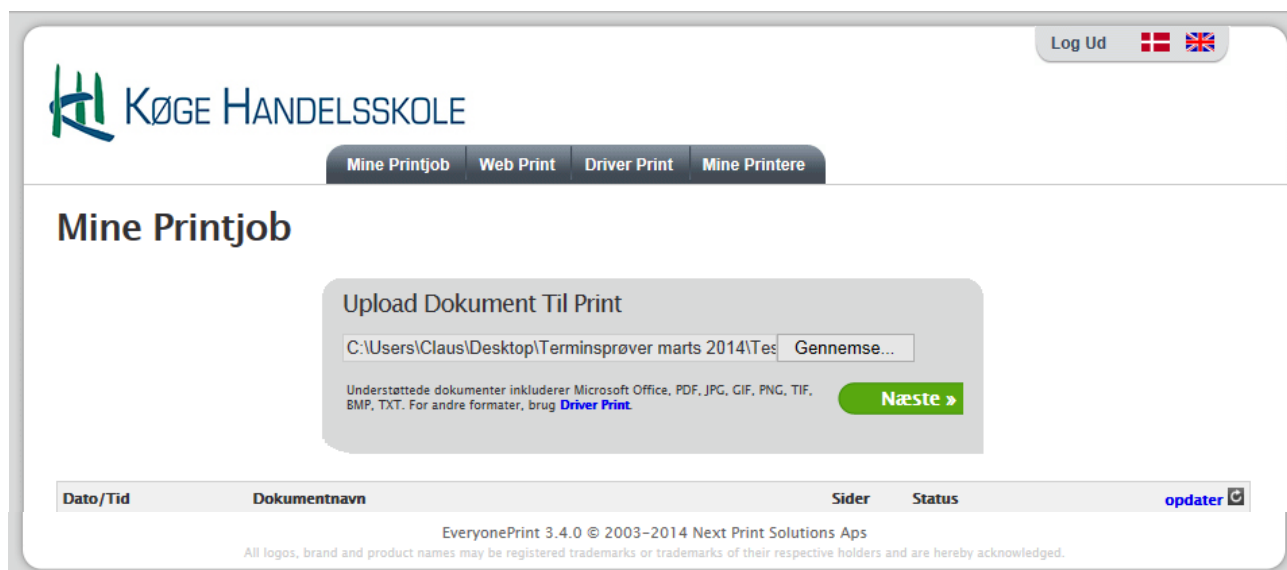 Log Ud
KØGE HANDELSSKOLE
Mine Printjob Web Print Driver Print Mine Printere
Mine Printjob
Upload Dokument Til Print
C:\Users\Claus\Desktop\Terminsprøver marts 2014\Tes Gennemse...
Understøttede dokumenter inkluderer Microsoft Office, PDF, JPG, GIF, PNG, TIF,
BMP, TXT. For andre formater, brug Driver Print.
Næste »
Dato/Tid Dokumentnavn Sider Status opdater
EveryonePrint 3.4.0 © 2003-2014 Next Print Solutions Aps
All logos, brand and product names may be registered trademarks or trademarks of their respective holders and are hereby acknowledged.